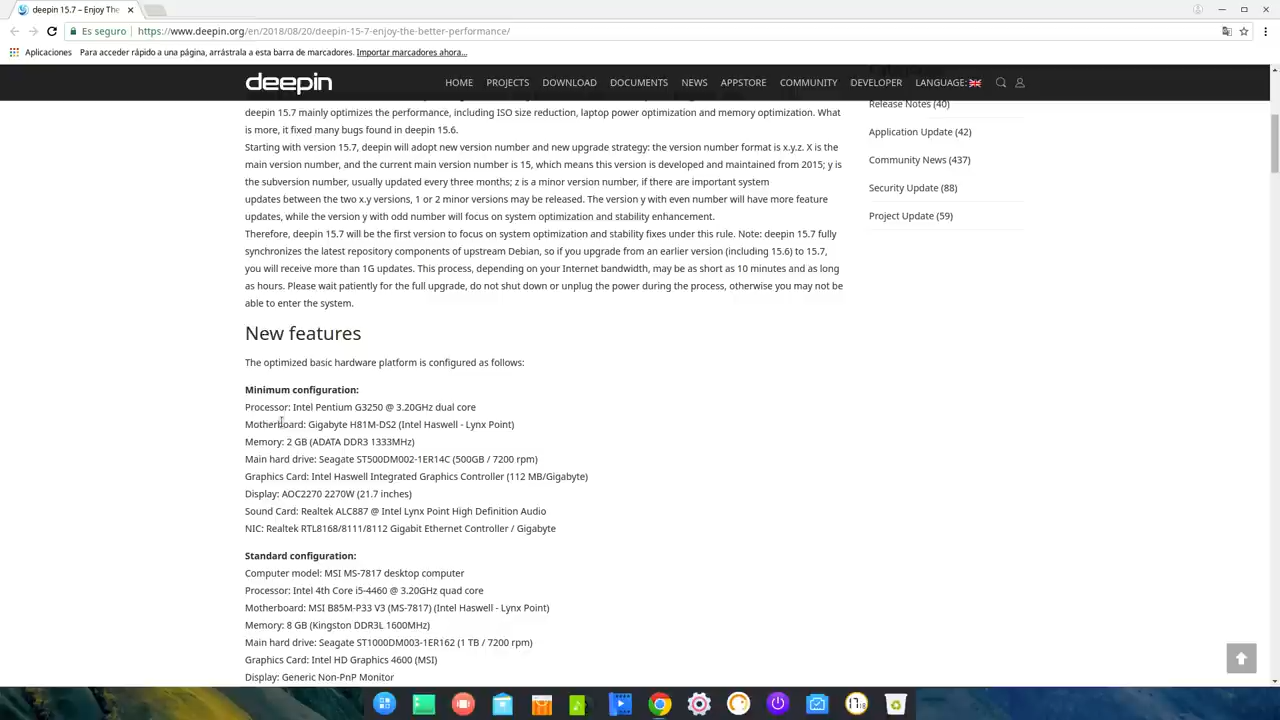 deepin 15.7 – Enjoy The
Es seguro
https://www.deepin.org/en/2018/08/20/deepin-15-7-enjoy-the-better-performance/
Aplicaciones
Para acceder rápido a una página, arrástrala a esta barra de marcadores. Importar marcadores ahora...
deepin
HOME
PROJECTS
DOWNLOAD
DOCUMENTS
NEWS
APPSTORE
COMMUNITY
DEVELOPER
LANGUAGE:
deepin 15.7 mainly optimizes the performance, including ISO size reduction, laptop power optimization and memory optimization. What
is more, it fixed many bugs found in deepin 15.6.
Starting with version 15.7, deepin will adopt new version number and new upgrade strategy: the version number format is x.y.z. X is the
main version number, and the current main version number is 15, which means this version is developed and maintained from 2015; y is
the subversion number, usually updated every three months; z is a minor version number, if there are important system
updates between the two x.y versions, 1 or 2 minor versions may be released. The version y with even number will have more feature
updates, while the version y with odd number will focus on system optimization and stability enhancement.
Therefore, deepin 15.7 will be the first version to focus on system optimization and stability fixes under this rule. Note: deepin 15.7 fully
synchronizes the latest repository components of upstream Debian, so if you upgrade from an earlier version (including 15.6) to 15.7,
you will receive more than 1G updates. This process, depending on your Internet bandwidth, may be as short as 10 minutes and as long
as hours. Please wait patiently for the full upgrade, do not shut down or unplug the power during the process, otherwise you may not be
able to enter the system.
New features
The optimized basic hardware platform is configured as follows:
Minimum configuration:
Processor: Intel Pentium G3250 @ 3.20GHz dual core
Motherboard: Gigabyte H81M-DS2 (Intel Haswell - Lynx Point)
Memory: 2 GB (ADATA DDR3 1333MHz)
Main hard drive: Seagate ST500DM002-1ER14C (500GB / 7200 rpm)
Graphics Card: Intel Haswell Integrated Graphics Controller (112 MB/Gigabyte)
Display: AOC2270 2270W (21.7 inches)
Sound Card: Realtek ALC887 @ Intel Lynx Point High Definition Audio
NIC: Realtek RTL8168/8111/8112 Gigabit Ethernet Controller / Gigabyte
Standard configuration:
Computer model: MSI MS-7817 desktop computer
Processor: Intel 4th Core i5-4460 @ 3.20GHz quad core
Motherboard: MSI B85M-P33 V3 (MS-7817) (Intel Haswell - Lynx Point)
Memory: 8 GB (Kingston DDR3L 1600MHz)
Main hard drive: Seagate ST1000DM003-1ER162 (1 TB / 7200 rpm)
Graphics Card: Intel HD Graphics 4600 (MSI)
Display: Generic Non-PnP Monitor
Release Notes (40)
Application Update (42)
Community News (437)
Security Update (88)
Project Update (59)